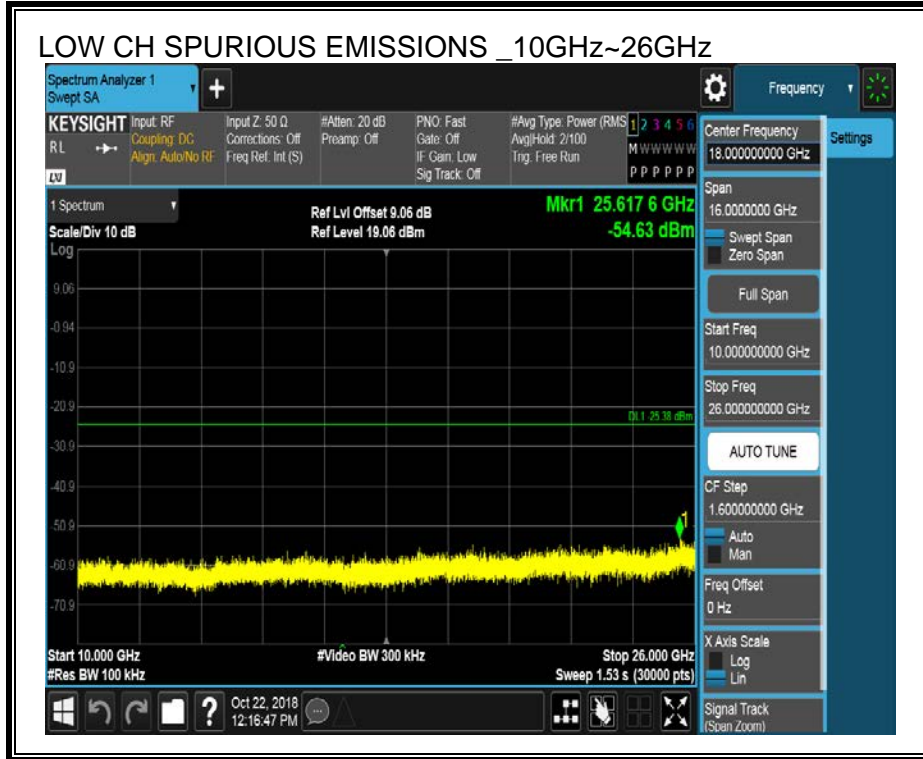 LOW CH SPURIOUS EMISSIONS _10GHz~26GHz
Spectrum Analyzer 1
Swept SA
+
Frequency
KEYSIGHT
RL
LXI
Input: RF
Coupling: DC
Align: Auto/No RF
Input Z: 50 Ω
Corrections: Off
Freq Ref: Int (S)
#Atten: 20 dB
Preamp: Off
PNO: Fast
Gate: Off
IF Gain: Low
Sig Track: Off
#Avg Type: Power (RMS
Avg|Hold: 2/100
Trig: Free Run
1 2 3 4 5 6
M W W W W W
P P P P P P
1 Spectrum
Scale/Div 10 dB
Ref Lvl Offset 9.06 dB
Ref Level 19.06 dBm
Mkr1 25.617 6 GHz
-54.63 dBm
Log
9.06
-0.94
-10.9
-20.9
DL1 -25.38 dBm
-30.9
-40.9
-50.9
1
-60.9
-70.9
Start 10.000 GHz
#Res BW 100 kHz
#Video BW 300 kHz
Stop 26.000 GHz
Sweep 1.53 s (30000 pts)
Center Frequency
18.000000000 GHz
Settings
Span
16.0000000 GHz
Swept Span
Zero Span
Full Span
Start Freq
10.000000000 GHz
Stop Freq
26.000000000 GHz
AUTO TUNE
CF Step
1.600000000 GHz
Auto
Man
Freq Offset
0 Hz
X Axis Scale
Log
Lin
Signal Track
(Span Zoom)
?
Oct 22, 2018
12:16:47 PM